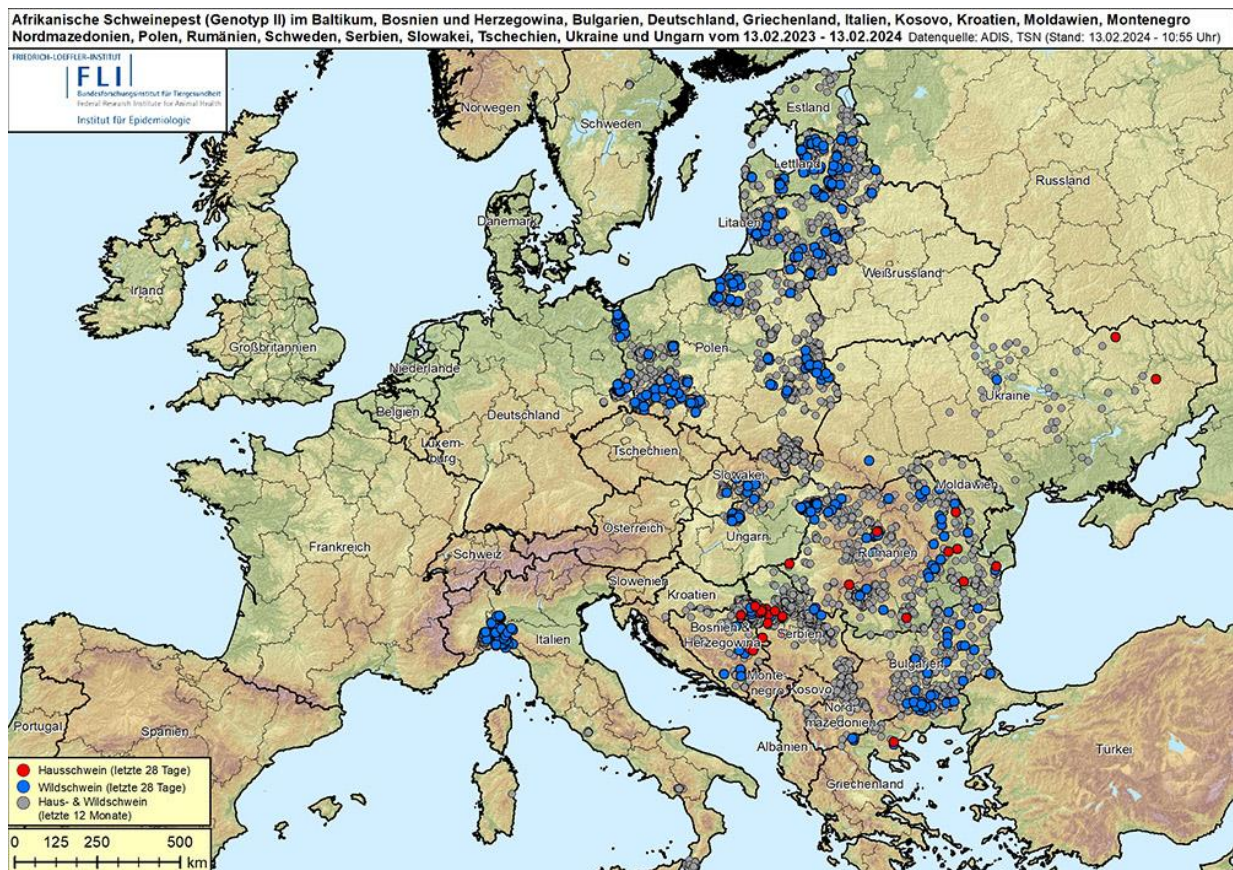 Afrikanische Schweinepest (Genotyp II) im Baltikum, Bosnien und Herzegowina, Bulgarien, Deutschland, Griechenland, Italien, Kosovo, Kroatien, Moldawien, Montenegro
Nordmazedonien, Polen, Rumänien, Schweden, Serbien, Slowakei, Tschechien, Ukraine und Ungarn vom 13.02.2023 - 13.02.2024 Datenquelle: ADIS, TSN (Stand: 13.02.2024 - 10:55 Uhr)
FRIEDRICH-LOEFFLER-INSTITUT
FLI
Bundesforschungsinstitut für Tiergesundheit
Federal Research Institute for Animal Health
Institut für Epidemiologie
Norwegen
Schweden
Estland
Lettland
Russland
Dänemark
Litauen
Weißrussland
Irland
Großbritannien
Niederlande
Polen
Belgien
Deutschland
Ukraine
Luxem-
burg
Tschechien
Slowakei
Moldawien
Frankreich
Österreich
Ungarn
Rumänien
Schweiz
Slowenien
Kroatien
Italien
Bosnien &
Herzegowina
Serbien
Bulgarien
Monte-
negro
Kosovo
Nord-
mazedonien
Portugal
Spanien
Albanien
Türkei
Griechenland
Hausschwein (letzte 28 Tage)
Wildschwein (letzte 28 Tage)
Haus- & Wildschwein
(letzte 12 Monate)
0 125 250 500
km